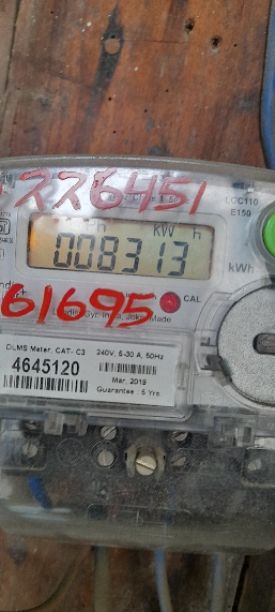 LCC110
E150
226451
KW h
008313
kWh
61695
CAL
DLMS Meter, CAT- C3
240V, 5-30 A, 50Hz
4645120
Mar, 2019
Guarantee : 5 Yrs